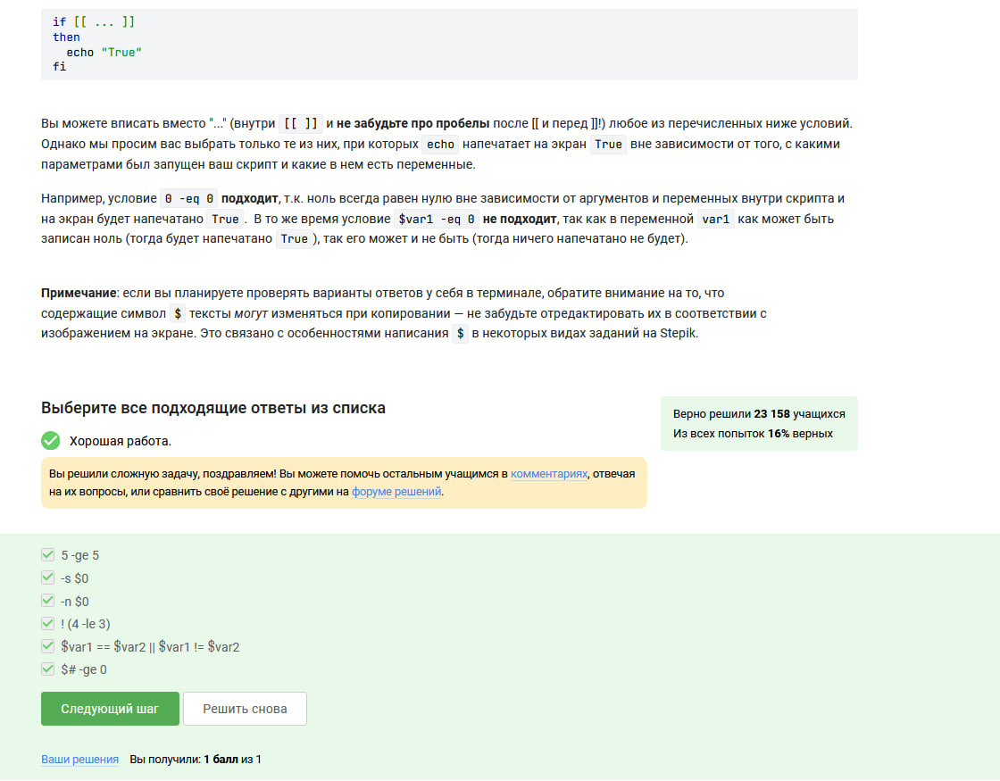 if [[ ... ]]
then
  echo "True"
fi
Вы можете вписать вместо "..." (внутри [[ ]] и не забудьте про пробелы после [[ и перед ]]!) любое из перечисленных ниже условий.
Однако мы просим вас выбрать только те из них, при которых echo напечатает на экран True вне зависимости от того, с какими
параметрами был запущен ваш скрипт и какие в нем есть переменные.
Например, условие 0 -eq 0 подходит, т.к. ноль всегда равен нулю вне зависимости от аргументов и переменных внутри скрипта и
на экран будет напечатано True . В то же время условие $var1 -eq 0 не подходит, так как в переменной var1 как может быть
записан ноль (тогда будет напечатано True ), так его может и не быть (тогда ничего напечатано не будет).
Примечание: если вы планируете проверять варианты ответов у себя в терминале, обратите внимание на то, что
содержащие символ $ тексты могут изменяться при копировании — не забудьте отредактировать их в соответствии с
изображением на экране. Это связано с особенностями написания $ в некоторых видах заданий на Stepik.
Выберите все подходящие ответы из списка
Верно решили 23 158 учащихся
Из всех попыток 16% верных
Хорошая работа.
Вы решили сложную задачу, поздравляем! Вы можете помочь остальным учащимся в комментариях, отвечая
на их вопросы, или сравнить своё решение с другими на форуме решений.
5 -ge 5
-s $0
-n $0
! (4 -le 3)
$var1 == $var2 || $var1 != $var2
$# -ge 0
Следующий шаг
Решить снова
Ваши решения Вы получили: 1 балл из 1